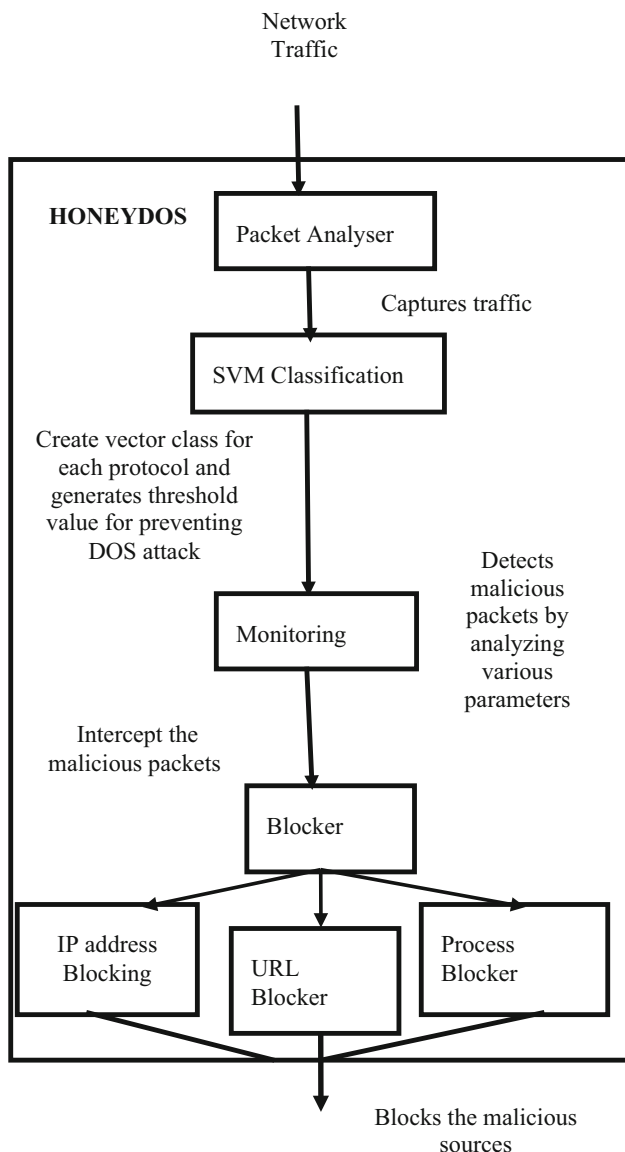 Network
Traffic
HONEYDOS
Packet Analyser
Captures traffic
SVM Classification
Create vector class for
each protocol and
generates threshold
value for preventing
DOS attack
Detects
malicious
packets by
analyzing
various
parameters
Monitoring
Intercept the
malicious packets
Blocker
IP address
Blocking
URL
Blocker
Process
Blocker
Blocks the malicious
sources